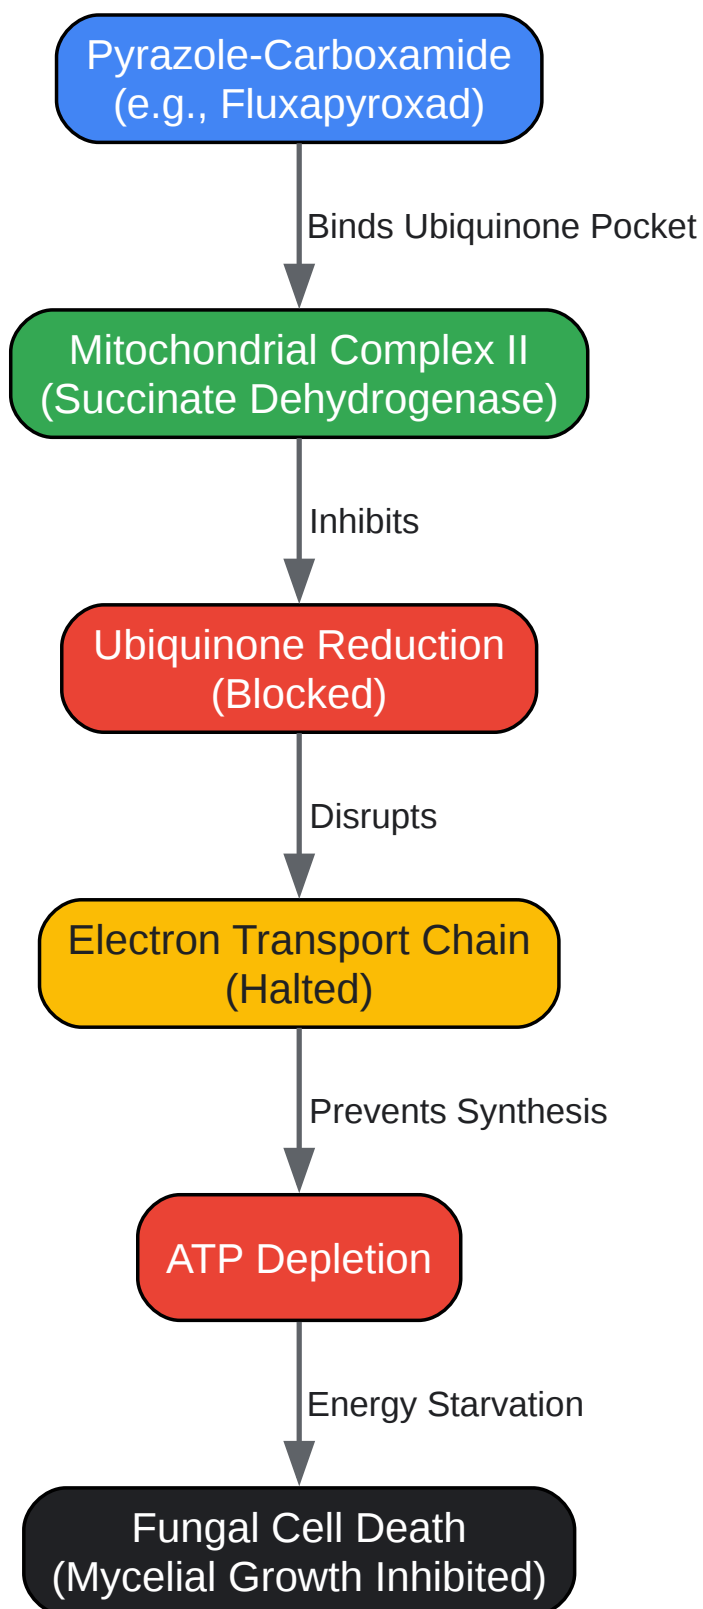 Pyrazole-Carboxamide
(e.g., Fluxapyroxad)
Binds Ubiquinone Pocket
Mitochondrial Complex II
(Succinate Dehydrogenase)
Inhibits
Ubiquinone Reduction
(Blocked)
Disrupts
Electron Transport Chain
(Halted)
Prevents Synthesis
ATP Depletion
Energy Starvation
Fungal Cell Death
(Mycelial Growth Inhibited)